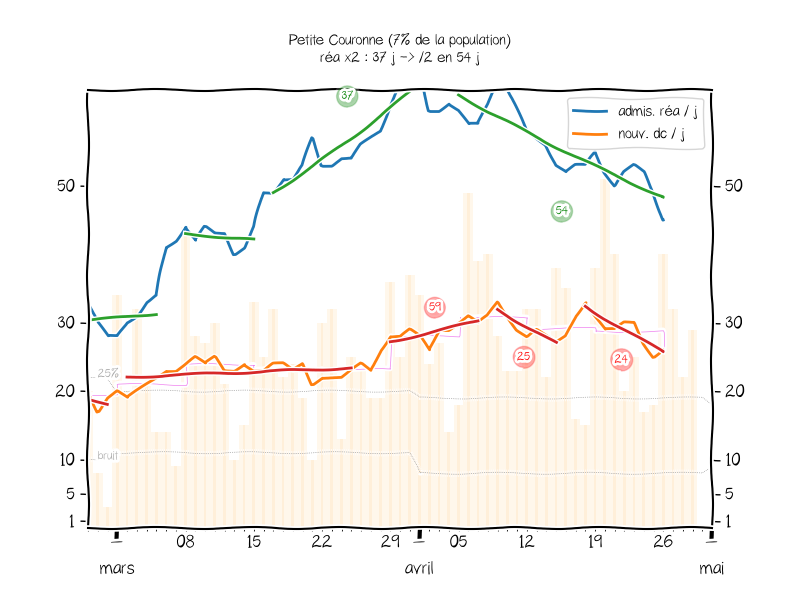 Petite Couronne (7% de la population)
réa x2 : 37 j -> /2 en 54 j
37
admis. réa / j
nouv. dc / j
50
50
54
59
30
30
25
24
25%
20
20
bruit
10
10
5
5
1
1
08 15 22 29 05 12 19 26
mars avril mai